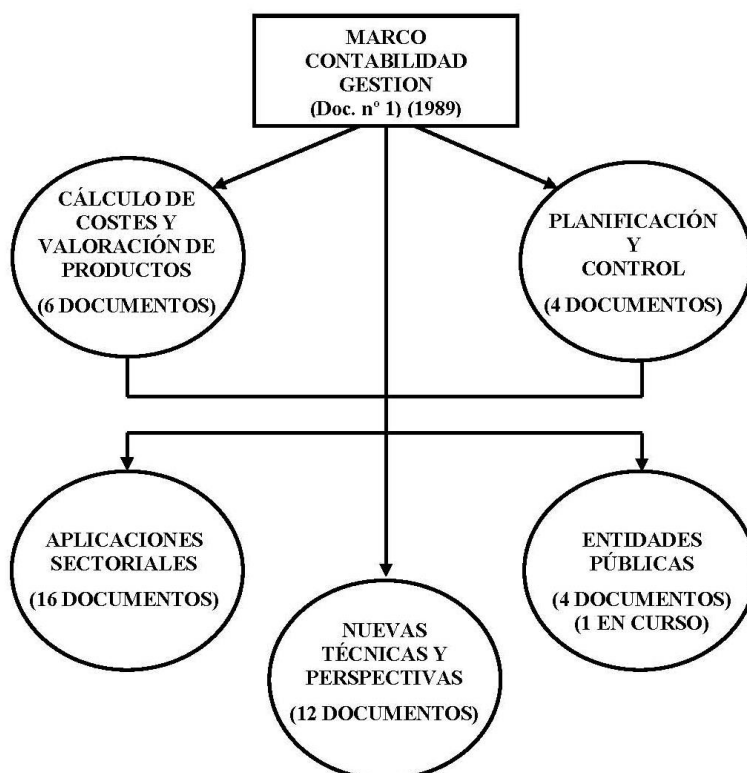 MARCO
CONTABILIDAD
GESTION
(Doc. nº 1) (1989)
CÁLCULO DE
COSTES Y
VALORACIÓN DE
PRODUCTOS
(6 DOCUMENTOS)
PLANIFICACIÓN
Y
CONTROL
(4 DOCUMENTOS)
APLICACIONES
SECTORIALES
(16 DOCUMENTOS)
ENTIDADES
PÚBLICAS
(4 DOCUMENTOS)
(1 EN CURSO)
NUEVAS
TÉCNICAS Y
PERSPECTIVAS
(12 DOCUMENTOS)